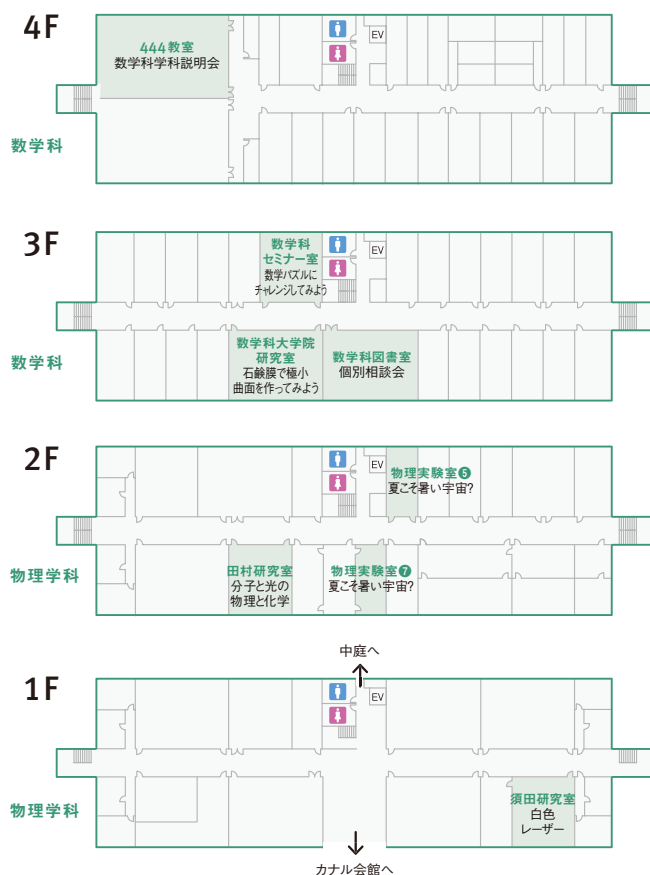 4F
444教室
数学科学科説明会
EV
数学科
3F
数学科
セミナー室
数学パズルに
チャレンジしてみよう
EV
数学科大学院
研究室
石鹸膜で極小
曲面を作ってみよう
数学科図書室
個別相談会
数学科
2F
EV
物理実験室❺
夏こそ暑い宇宙?
田村研究室
分子と光の
物理と化学
物理実験室❼
夏こそ暑い宇宙?
物理学科
中庭へ
1F
EV
須田研究室
白色
レーザー
物理学科
カナル会館へ